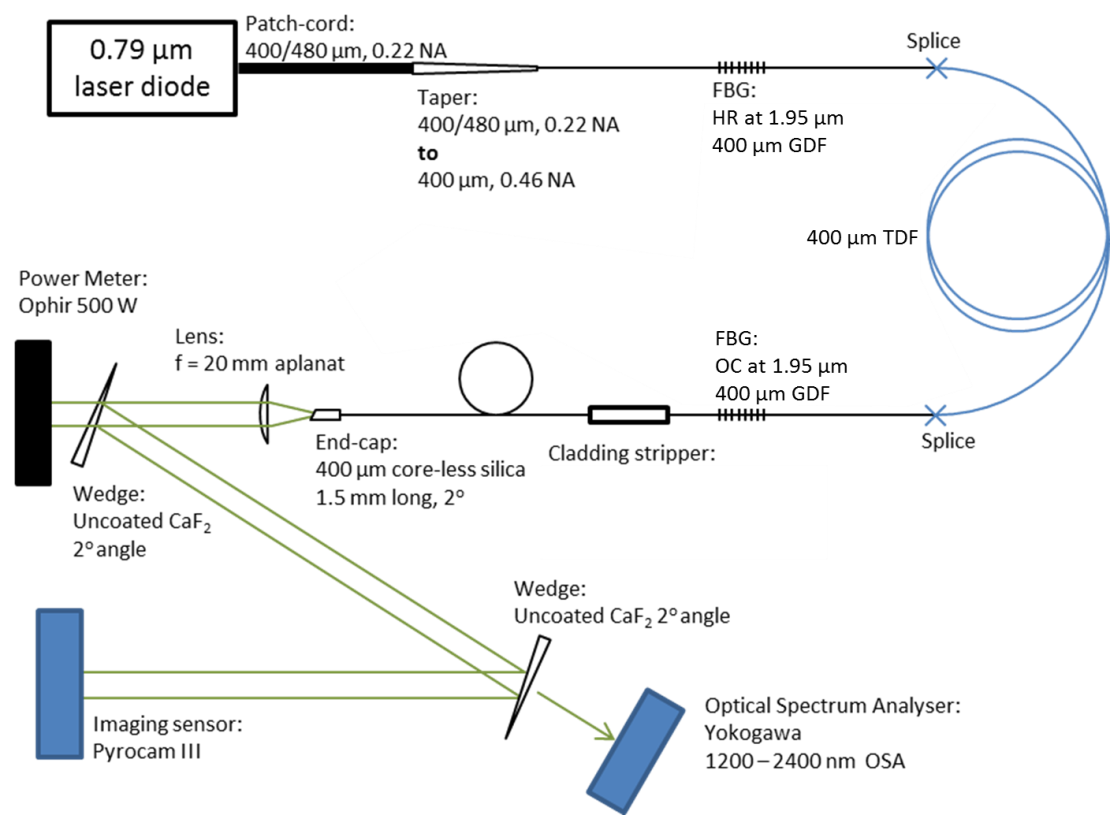 0.79 µm
laser diode
Patch-cord:
400/480 µm, 0.22 NA
Taper:
400/480 µm, 0.22 NA
to
400 µm, 0.46 NA
FBG:
HR at 1.95 µm
400 µm GDF
Splice
400 µm TDF
Power Meter:
Ophir 500 W
Lens:
f = 20 mm aplanat
FBG:
OC at 1.95 µm
400 µm GDF
Splice
End-cap:
400 µm core-less silica
1.5 mm long, 2°
Cladding stripper:
Wedge:
Uncoated CaF₂
2° angle
Wedge:
Uncoated CaF₂ 2° angle
Imaging sensor:
Pyrocam III
Optical Spectrum Analyser:
Yokogawa
1200 – 2400 nm OSA